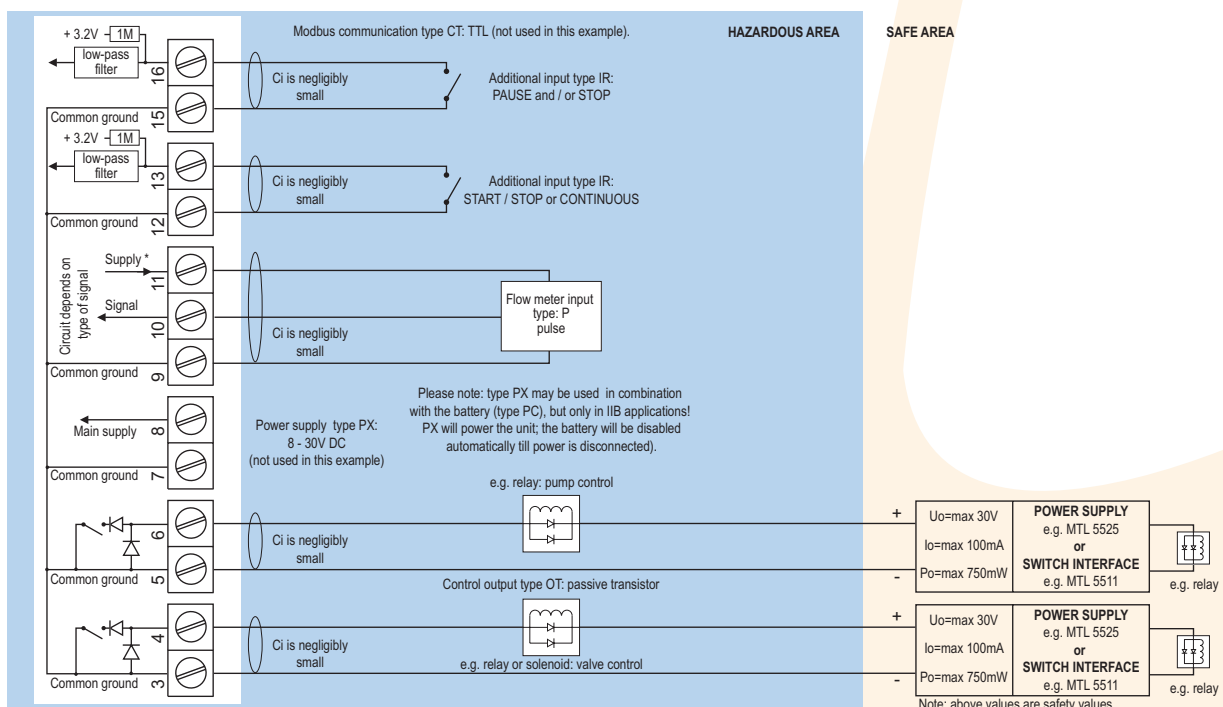 Modbus communication type CT: TTL (not used in this example).
HAZARDOUS AREA
SAFE AREA
+ 3.2V
1M
low-pass
filter
16
Ci is negligibly
small
Additional input type IR:
PAUSE and / or STOP
15
Common ground
+ 3.2V
1M
low-pass
filter
13
Ci is negligibly
small
Additional input type IR:
START / STOP or CONTINUOUS
12
Common ground
Circuit depends on
type of signal
Supply *
11
Signal
10
Flow meter input
type: P
pulse
Ci is negligibly
small
9
Common ground
Please note: type PX may be used in combination
with the battery (type PC), but only in IIB applications!
PX will power the unit; the battery will be disabled
automatically till power is disconnected).
Main supply
8
Power supply type PX:
8 - 30V DC
(not used in this example)
Common ground
7
e.g. relay: pump control
6
Ci is negligibly
small
Common ground
5
+
-
Uo=max 30V
Io=max 100mA
Po=max 750mW
POWER SUPPLY
e.g. MTL 5525
or
SWITCH INTERFACE
e.g. MTL 5511
e.g. relay
Control output type OT: passive transistor
4
Ci is negligibly
small
e.g. relay or solenoid: valve control
Common ground
3
+
-
Uo=max 30V
Io=max 100mA
Po=max 750mW
POWER SUPPLY
e.g. MTL 5525
or
SWITCH INTERFACE
e.g. MTL 5511
e.g. relay
Note: above values are safety values